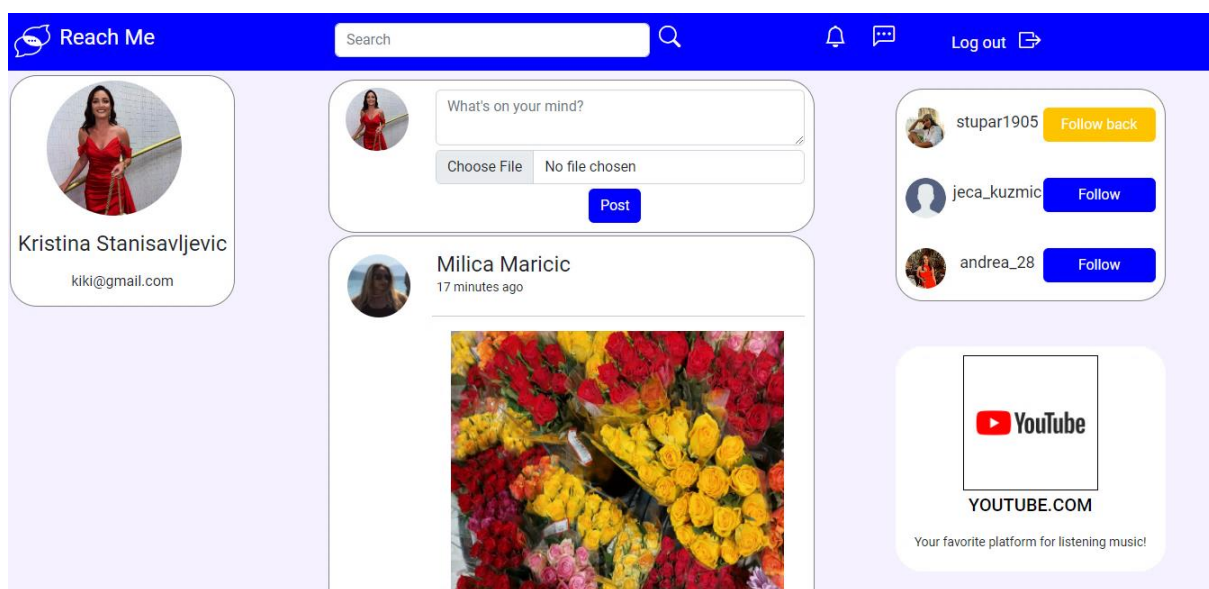 Reach Me
Search
Log out
Kristina Stanisavljevic
kiki@gmail.com
What's on your mind?
Choose File No file chosen
Post
Milica Maricic
17 minutes ago
stupar1905 Follow back
jeca_kuzmic Follow
andrea_28 Follow
YouTube
YOUTUBE.COM
Your favorite platform for listening music!